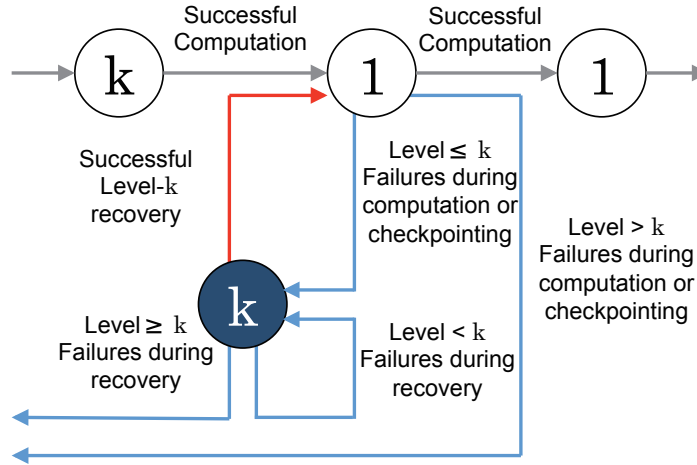 Successful
Computation
Successful
Computation
k
1
1
Successful
Level-k
recovery
Level ≤ k
Failures during
computation or
checkpointing
Level > k
Failures during
computation or
checkpointing
k
Level ≥ k
Failures during
recovery
Level < k
Failures during
recovery